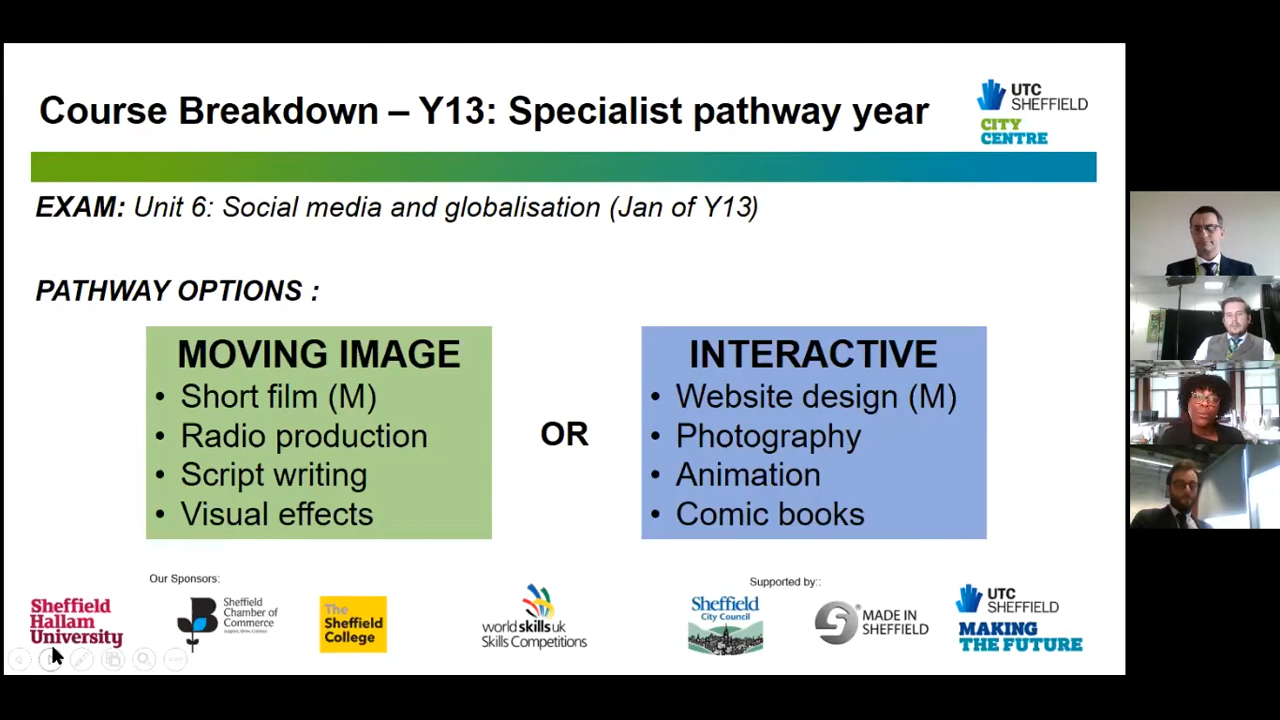 Course Breakdown – Y13: Specialist pathway year
UTC
SHEFFIELD
CITY
CENTRE
EXAM: Unit 6: Social media and globalisation (Jan of Y13)
PATHWAY OPTIONS :
MOVING IMAGE
• Short film (M)
• Radio production
• Script writing
• Visual effects
OR
INTERACTIVE
• Website design (M)
• Photography
• Animation
• Comic books
Our Sponsors:
Sheffield
Hallam
University
Sheffield
Chamber of
Commerce
The
Sheffield
College
worldskillsuk
Skills Competitions
Supported by::
Sheffield
City Council
MADE IN
SHEFFIELD
UTC
SHEFFIELD
MAKING
THE FUTURE